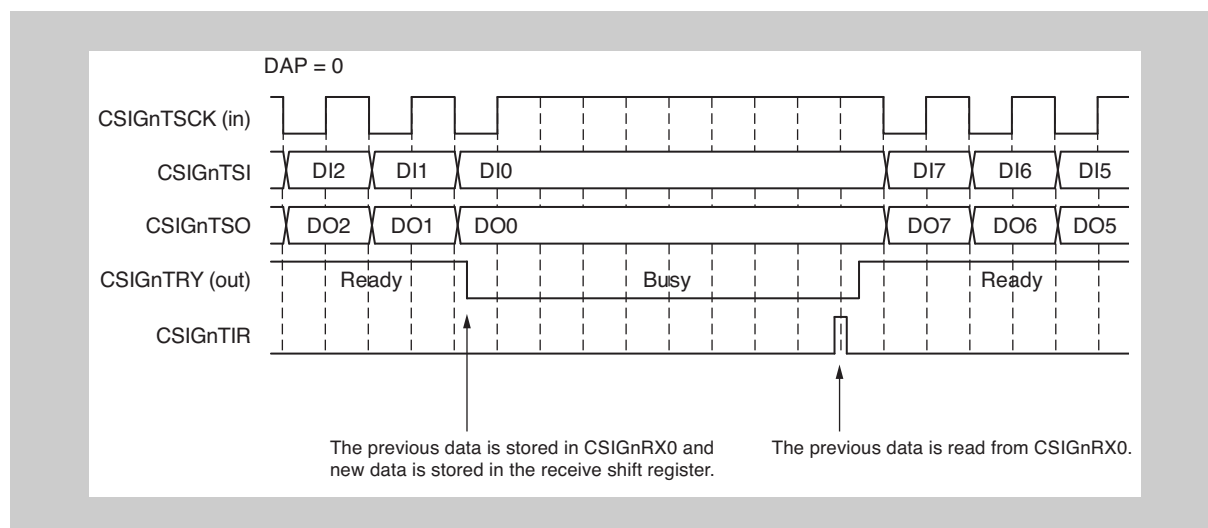 DAP = 0
CSIGnTSCK (in)
CSIGnTSI DI2 DI1 DI0 DI7 DI6 DI5
CSIGnTSO DO2 DO1 DO0 DO7 DO6 DO5
CSIGnTRY (out) Ready Busy Ready
CSIGnTIR
The previous data is stored in CSIGnRX0 and
new data is stored in the receive shift register.
The previous data is read from CSIGnRX0.